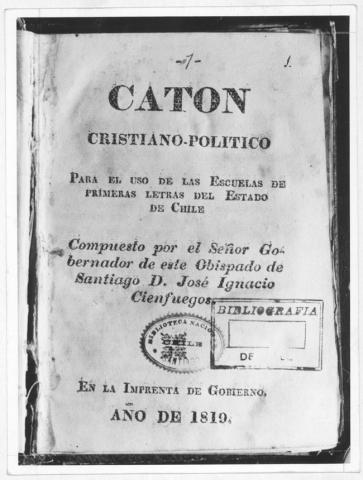 -7-
1.
CATON
CRISTIANO-POLITICO
PARA EL USO DE LAS ESCUELAS DE
PRIMERAS LETRAS DEL ESTADO
DE CHILE
Compuesto por el Señor Go-
bernador de este Obispado de
Santiago D. José Ignacio
Cienfuegos.
BIBLIOGRAFIA
DE
BIBLIOTECA NACIO
CHILE
EN LA IMPRENTA DE GOBIERNO,
AÑO DE 1819.